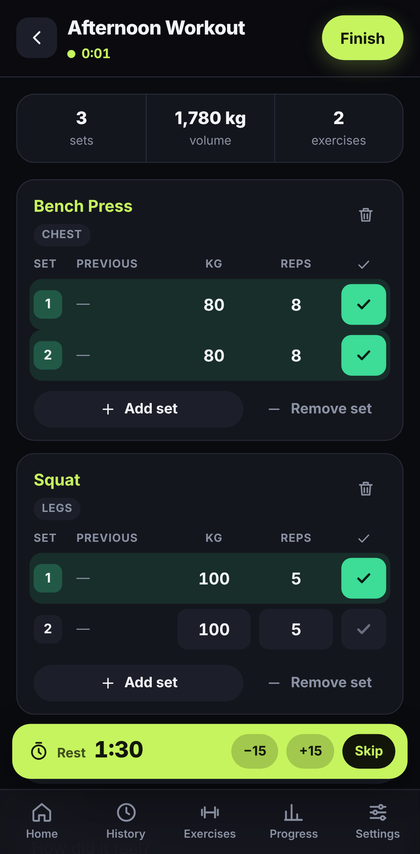 Afternoon Workout
0:01
Finish
3 1,780 kg 2
sets volume exercises
Bench Press
CHEST
SET PREVIOUS KG REPS ✓
1 — 80 8 ✓
2 — 80 8 ✓
+ Add set — Remove set
Squat
LEGS
SET PREVIOUS KG REPS ✓
1 — 100 5 ✓
2 — 100 5 ✓
+ Add set — Remove set
Rest 1:30 −15 +15 Skip
Home History Exercises Progress Settings